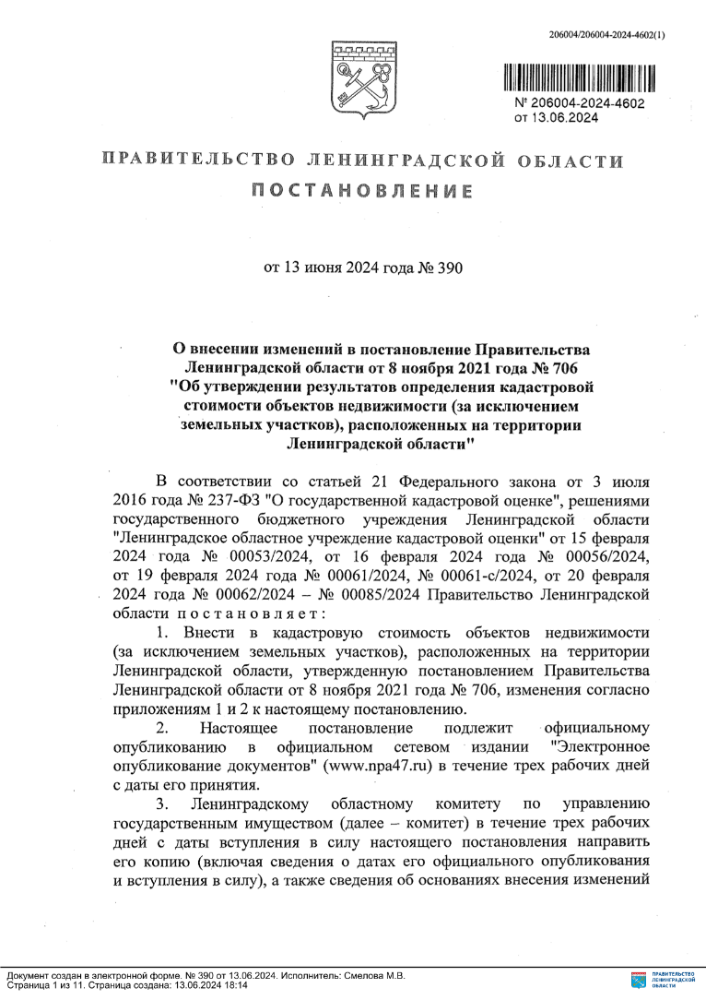 206004/206004-2024-4602(1)
№ 206004-2024-4602
от 13.06.2024
ПРАВИТЕЛЬСТВО ЛЕНИНГРАДСКОЙ ОБЛАСТИ
ПОСТАНОВЛЕНИЕ
от 13 июня 2024 года № 390
О внесении изменений в постановление Правительства
Ленинградской области от 8 ноября 2021 года № 706
"Об утверждении результатов определения кадастровой
стоимости объектов недвижимости (за исключением
земельных участков), расположенных на территории
Ленинградской области"
В соответствии со статьей 21 Федерального закона от 3 июля
2016 года № 237-ФЗ "О государственной кадастровой оценке", решениями
государственного бюджетного учреждения Ленинградской области
"Ленинградское областное учреждение кадастровой оценки" от 15 февраля
2024 года № 00053/2024, от 16 февраля 2024 года № 00056/2024,
от 19 февраля 2024 года № 00061/2024, № 00061-с/2024, от 20 февраля
2024 года № 00062/2024 – № 00085/2024 Правительство Ленинградской
области п о с т а н о в л я е т :
1. Внести в кадастровую стоимость объектов недвижимости
(за исключением земельных участков), расположенных на территории
Ленинградской области, утвержденную постановлением Правительства
Ленинградской области от 8 ноября 2021 года № 706, изменения согласно
приложениям 1 и 2 к настоящему постановлению.
2. Настоящее постановление подлежит официальному
опубликованию в официальном сетевом издании "Электронное
опубликование документов" (www.npa47.ru) в течение трех рабочих дней
с даты его принятия.
3. Ленинградскому областному комитету по управлению
государственным имуществом (далее – комитет) в течение трех рабочих
дней с даты вступления в силу настоящего постановления направить
его копию (включая сведения о датах его официального опубликования
и вступления в силу), а также сведения об основаниях внесения изменений
Документ создан в электронной форме. № 390 от 13.06.2024. Исполнитель: Смелова М.В.
Страница 1 из 11. Страница создана: 13.06.2024 18:14
ПРАВИТЕЛЬСТВО
ЛЕНИНГРАДСКОЙ
ОБЛАСТИ